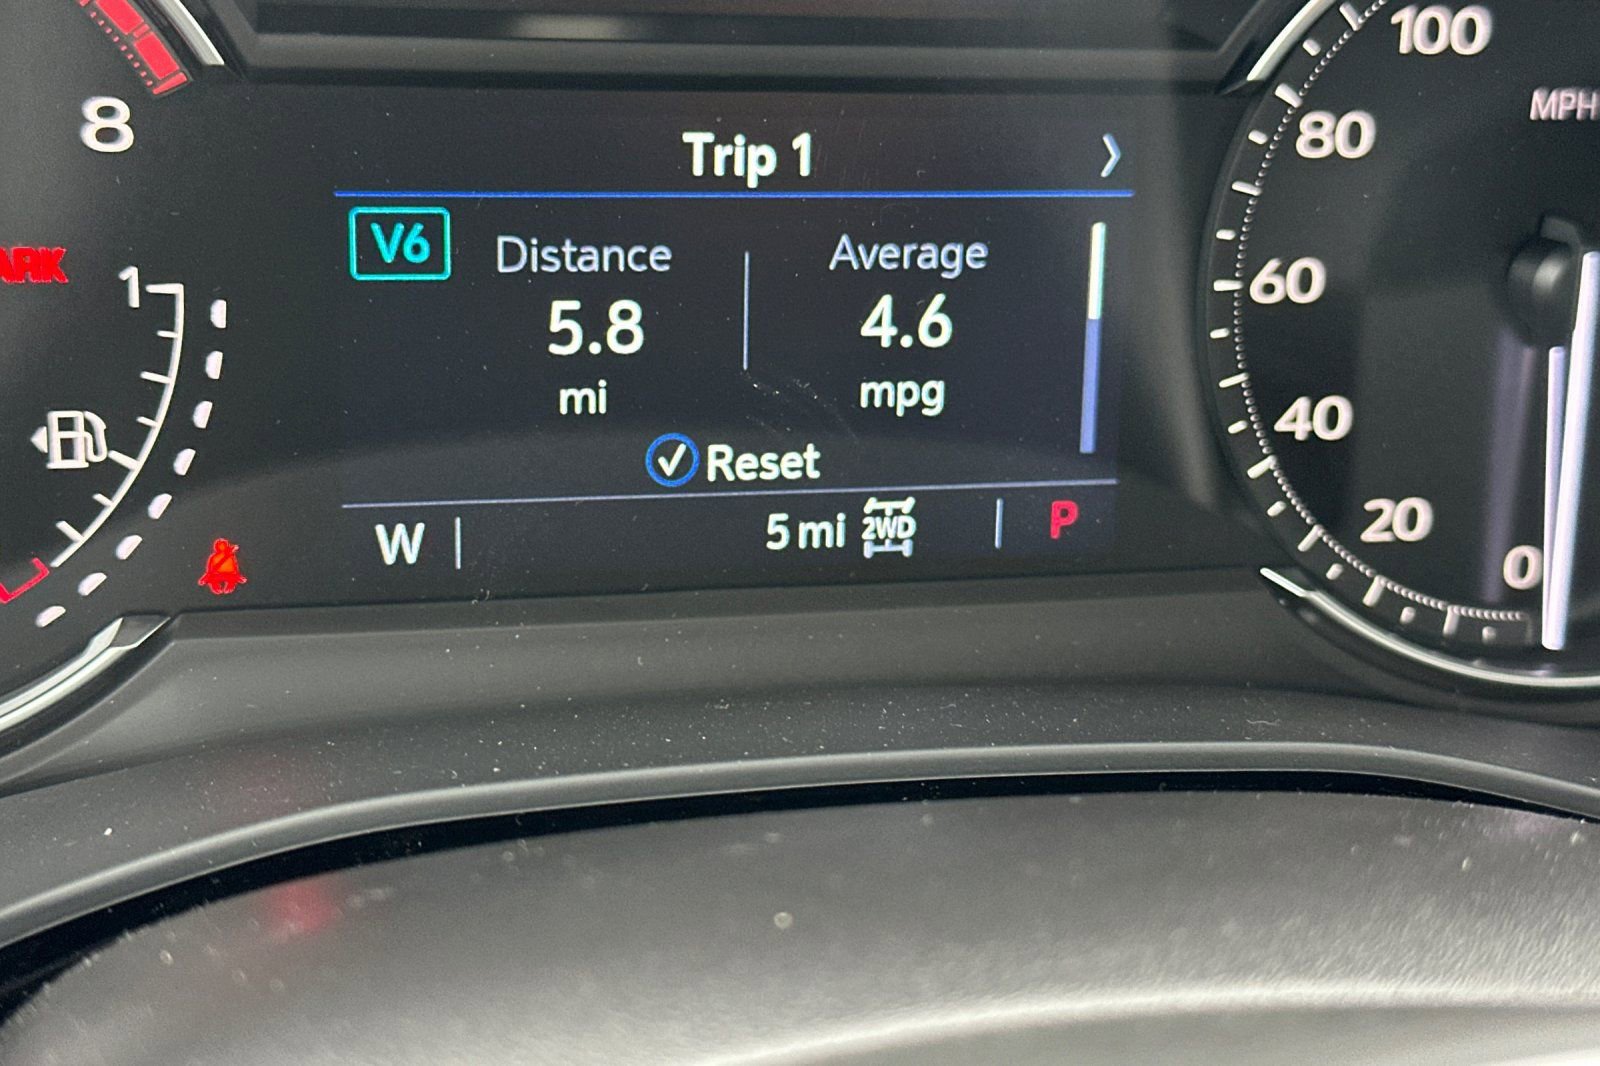 Trip 1
V6 Distance Average
5.8 4.6
mi mpg
Reset
W 5 mi 2WD P
8
1
100
80
MPH
60
40
20
0